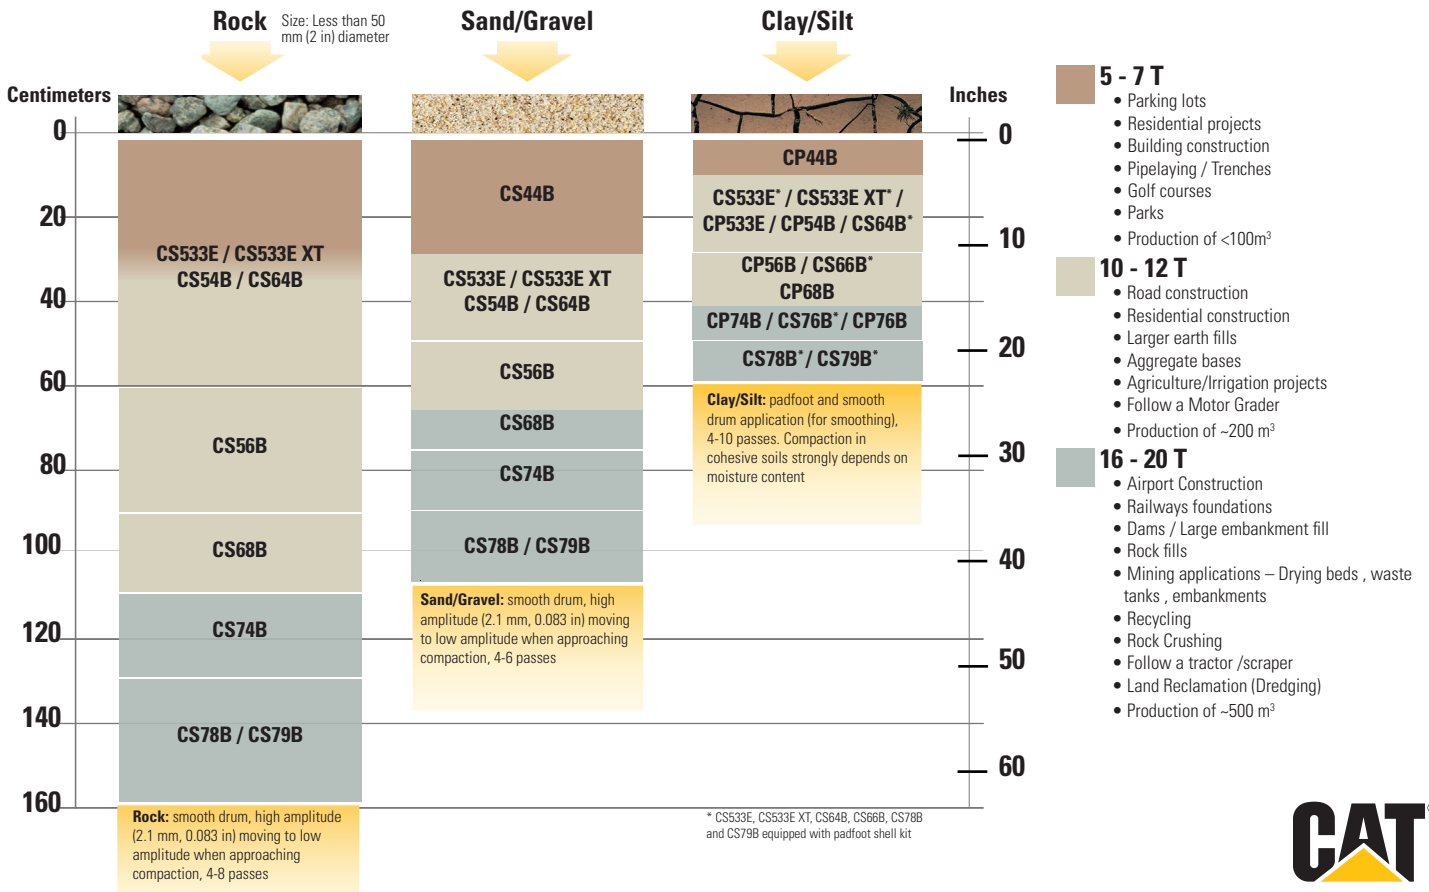 Rock
Size: Less than 50
mm (2 in) diameter
Sand/Gravel
Clay/Silt
Centimeters
0
20
40
60
80
100
120
140
160
CS533E / CS533E XT
CS54B / CS64B
CS56B
CS68B
CS74B
CS78B / CS79B
Rock: smooth drum, high amplitude
(2.1 mm, 0.083 in) moving to low
amplitude when approaching
compaction, 4-8 passes
CS44B
CS533E / CS533E XT
CS54B / CS64B
CS56B
CS68B
CS74B
CS78B / CS79B
Sand/Gravel: smooth drum, high
amplitude (2.1 mm, 0.083 in) moving
to low amplitude when approaching
compaction, 4-6 passes
CP44B
CS533E* / CS533E XT* /
CP533E / CP54B / CS64B*
CP56B / CS66B*
CP68B
CP74B / CS76B* / CP76B
CS78B* / CS79B*
Clay/Silt: padfoot and smooth
drum application (for smoothing),
4-10 passes. Compaction in
cohesive soils strongly depends on
moisture content
* CS533E, CS533E XT, CS64B, CS66B, CS78B
and CS79B equipped with padfoot shell kit
Inches
0
10
20
30
40
50
60
5 - 7 T
• Parking lots
• Residential projects
• Building construction
• Pipelaying / Trenches
• Golf courses
• Parks
• Production of <100m³
10 - 12 T
• Road construction
• Residential construction
• Larger earth fills
• Aggregate bases
• Agriculture/Irrigation projects
• Follow a Motor Grader
• Production of ~200 m³
16 - 20 T
• Airport Construction
• Railways foundations
• Dams / Large embankment fill
• Rock fills
• Mining applications – Drying beds , waste
tanks , embankments
• Recycling
• Rock Crushing
• Follow a tractor /scraper
• Land Reclamation (Dredging)
• Production of ~500 m³
CAT